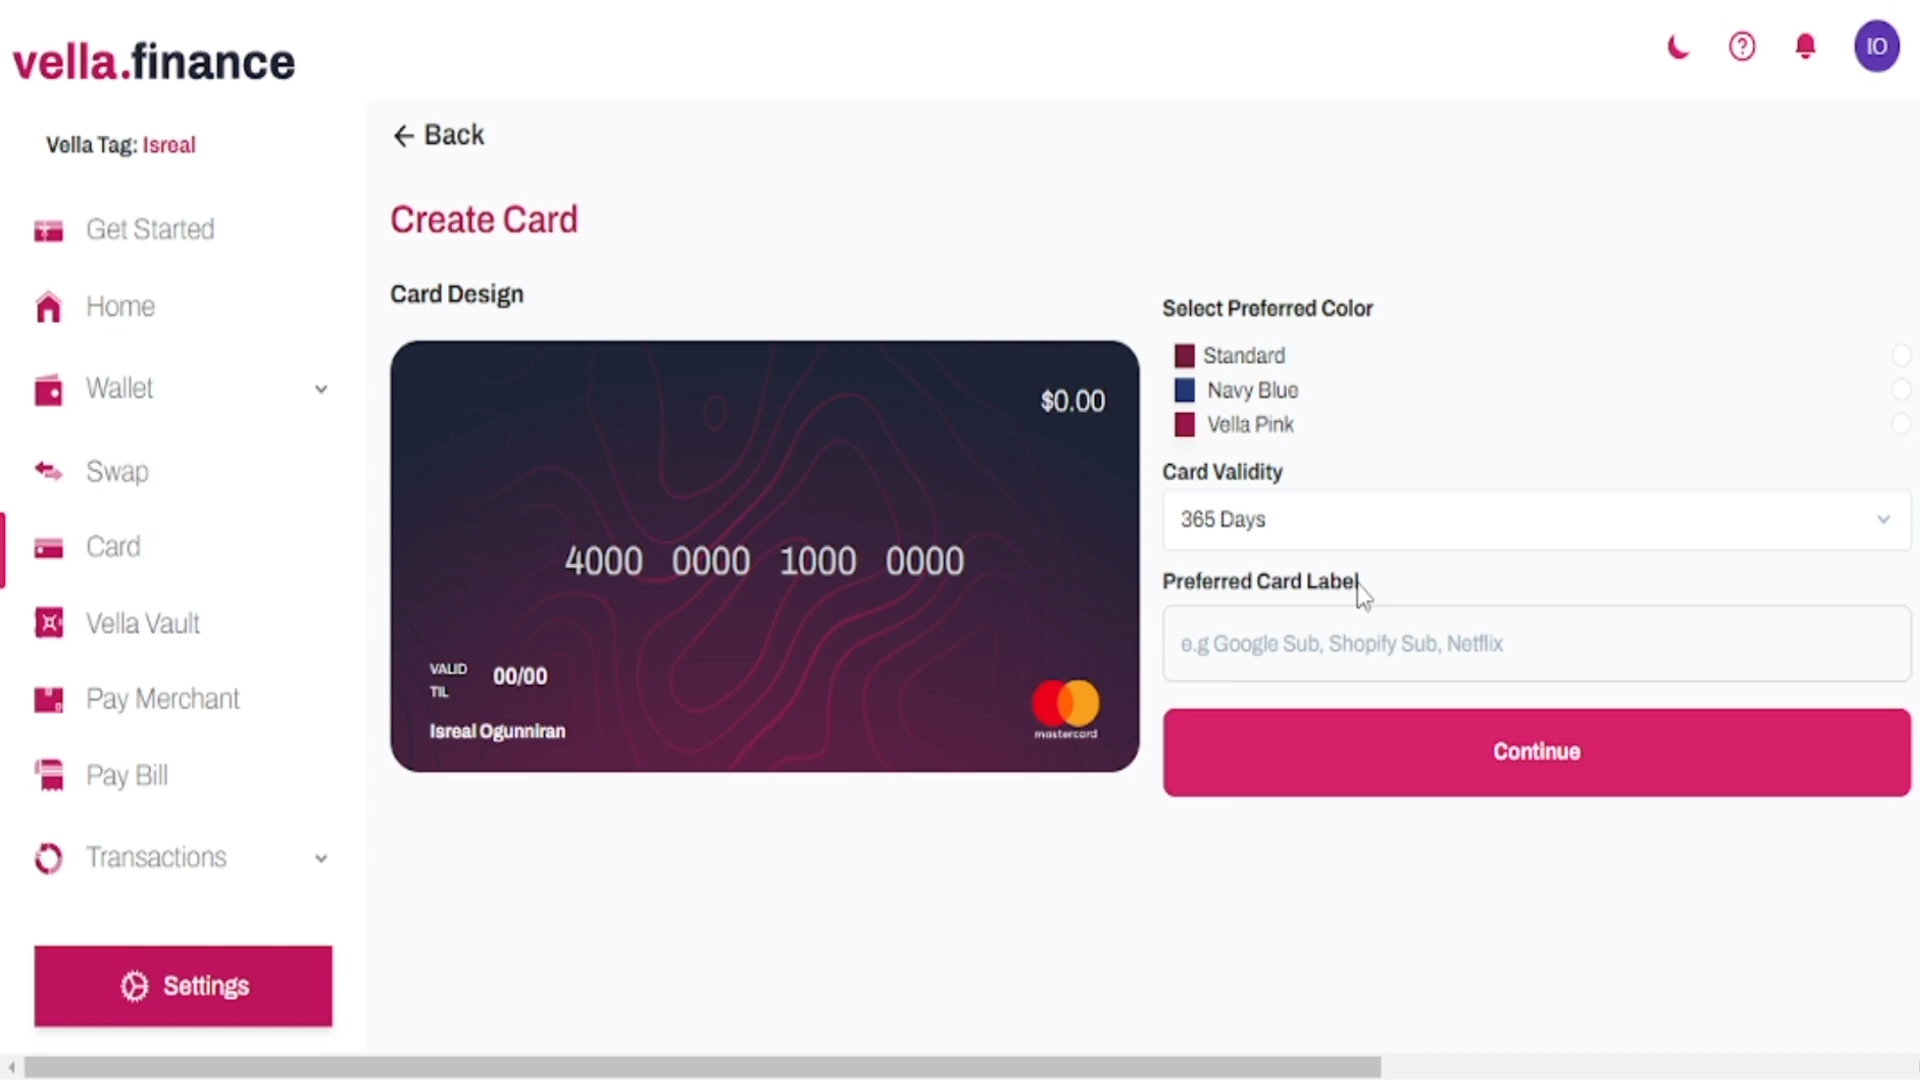 vella.finance
IO
Vella Tag: Isreal
Get Started
Home
Wallet
Swap
Card
Vella Vault
Pay Merchant
Pay Bill
Transactions
Settings
Back
Create Card
Card Design
$0.00
4000 0000 1000 0000
VALID TIL 00/00
Isreal Ogunniran
mastercard
Select Preferred Color
Standard
Navy Blue
Vella Pink
Card Validity
365 Days
Preferred Card Label
e.g Google Sub, Shopify Sub, Netflix
Continue